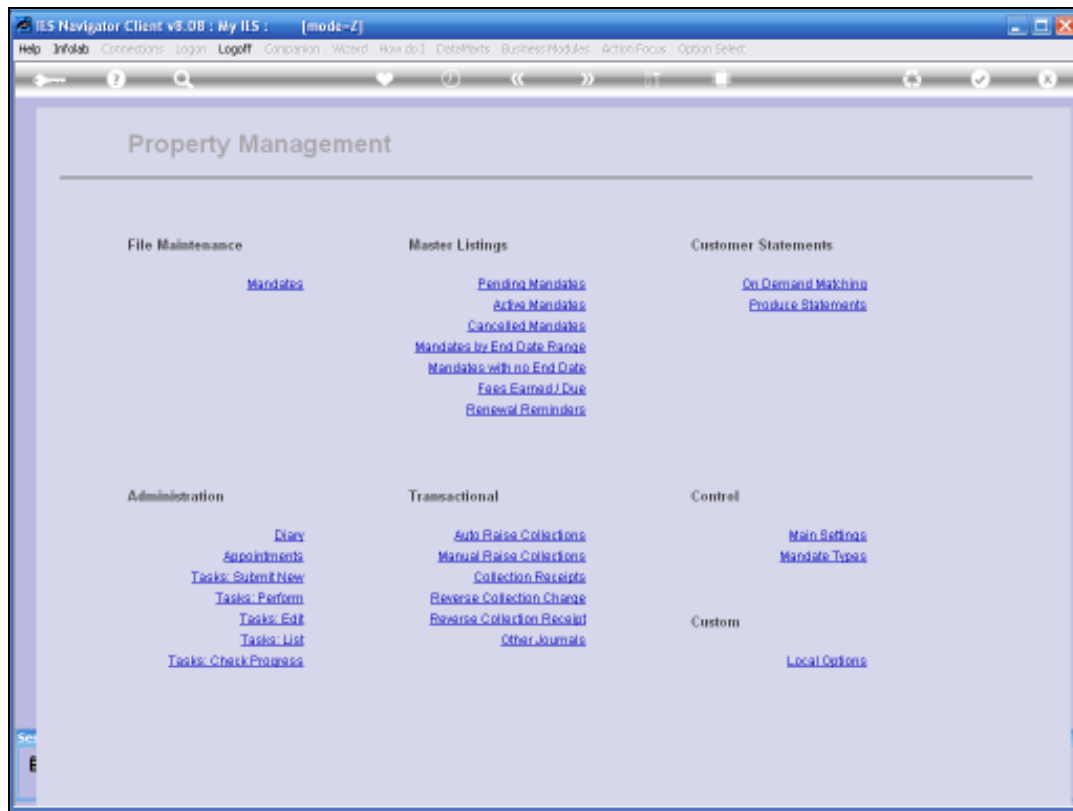 IES Navigator Client v8.08 : My IES : [mode=Z]
Help Infolab Connections Logon Logoff Companion Wizard How do I DataMarts Business Modules Action Focus Option Select
Property Management
File Maintenance
Mandates
Master Listings
Pending Mandates
Active Mandates
Cancelled Mandates
Mandates by End Date Range
Mandates with no End Date
Fees Earned / Due
Renewal Reminders
Customer Statements
On Demand Matching
Produce Statements
Administration
Diary
Appointments
Tasks: Submit New
Tasks: Perform
Tasks: Edit
Tasks: List
Tasks: Check Progress
Transactional
Auto Raise Collections
Manual Raise Collections
Collection Receipts
Reverse Collection Charge
Reverse Collection Receipt
Other Journals
Control
Main Settings
Mandate Types
Custom
Local Options